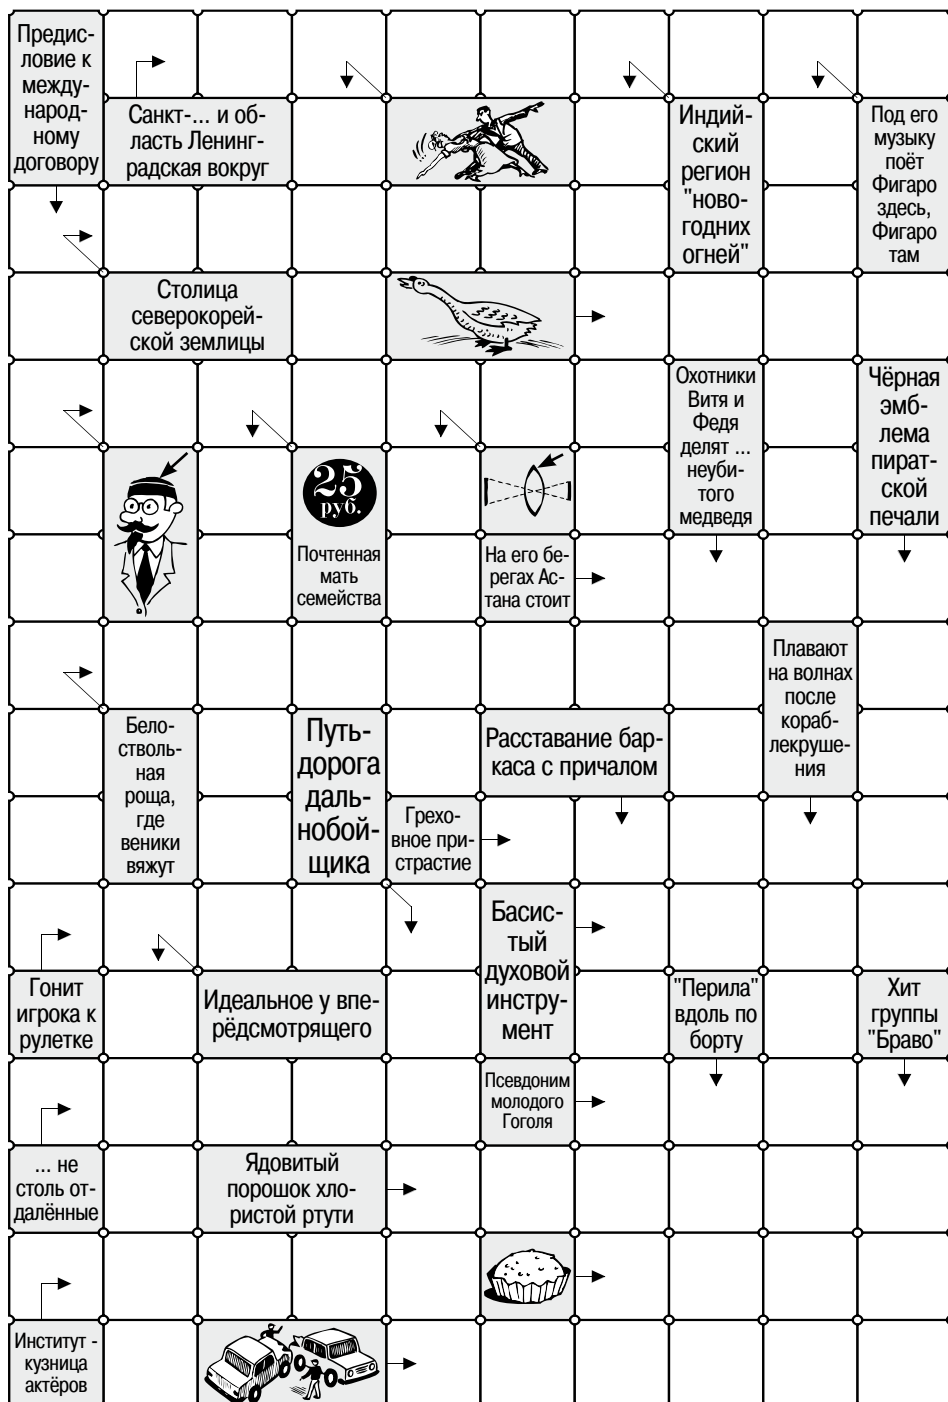 Предис-
ловие к
между-
народ-
ному
договору
Санкт-... и об-
ласть Ленинг-
радская вокруг
Индий-
ский
регион
"ново-
годних
огней"
Под его
музыку
поёт
Фигаро
здесь,
Фигаро
там
Столица
северокорей-
ской землицы
Охотники
Витя и
Федя
делят ...
неуби-
того
медведя
Чёрная
эмб-
лема
пират-
ской
печали
25
руб.
Почтенная
мать
семейства
На его бе-
регах Ас-
тана стоит
Плавают
на волнах
после
кораб-
лекруше-
ния
Бело-
стволь-
ная
роща,
где
веники
вяжут
Путь-
дорога
даль-
нобой-
щика
Расставание бар-
каса с причалом
Грехо-
вное при-
страстие
Басис-
тый
духовой
инстру-
мент
Гонит
игрока к
рулетке
Идеальное у впе-
рёдсмотрящего
"Перила"
вдоль по
борту
Хит
группы
"Браво"
Псевдоним
молодого
Гоголя
... не
столь от-
далённые
Ядовитый
порошок хло-
ристой ртути
Институт -
кузница
актёров